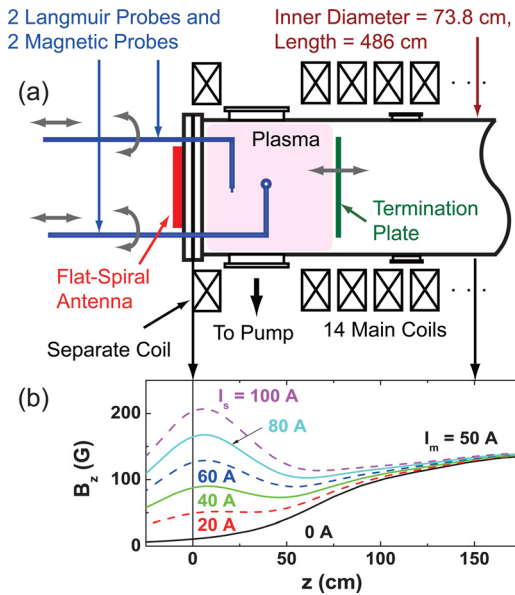 2 Langmuir Probes and
2 Magnetic Probes
Inner Diameter = 73.8 cm,
Length = 486 cm
(a)
Plasma
Termination
Plate
Flat-Spiral
Antenna
To Pump
14 Main Coils
Separate Coil
(b)
I_s = 100 A
80 A
I_m = 50 A
60 A
40 A
20 A
0 A
B_z (G)
200
100
0
0 50 100 150
z (cm)